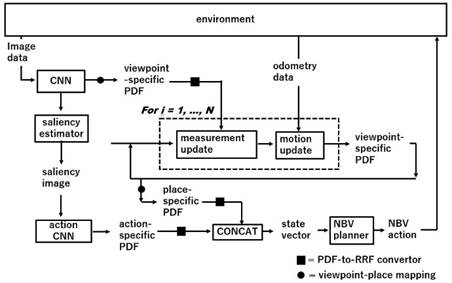 environment
Image
data
viewpoint
-specific
PDF
odometry
data
CNN
For i = 1, ..., N
saliency
estimator
measurement
update
motion
update
viewpoint-
specific
PDF
saliency
image
place-
specific
PDF
action
CNN
action-
specific
PDF
CONCAT
state
vector
NBV
planner
NBV
action
= PDF-to-RRF convertor
= viewpoint-place mapping